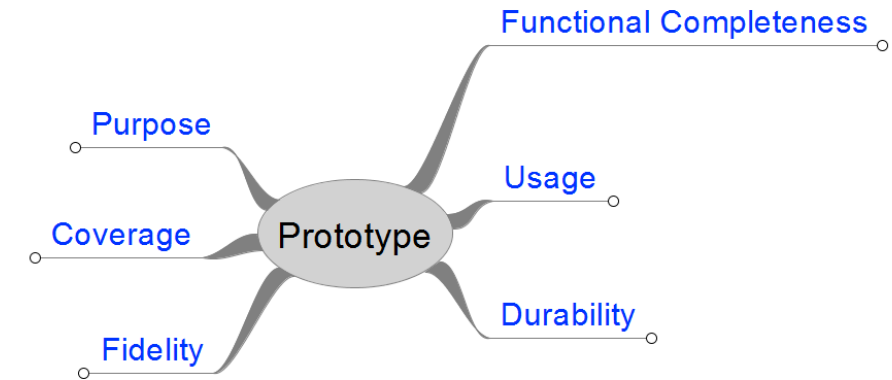 Functional Completeness
Purpose
Usage
Coverage
Prototype
Durability
Fidelity